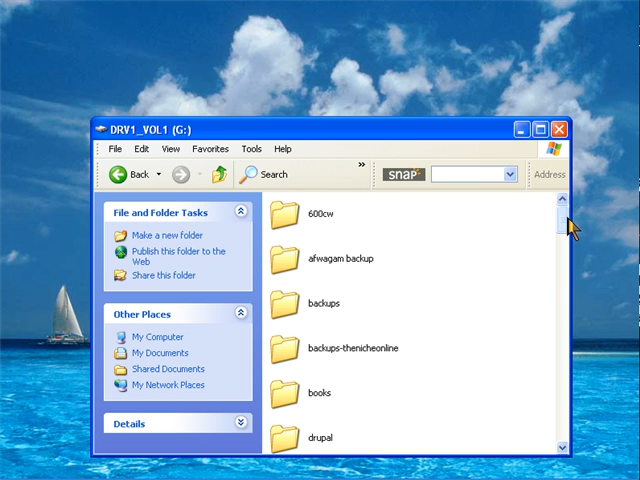 DRV1_VOL1 (G:)
File Edit View Favorites Tools Help
Back Search » snap Address
File and Folder Tasks
Make a new folder
Publish this folder to the
Web
Share this folder
Other Places
My Computer
My Documents
Shared Documents
My Network Places
Details
600cw
afwagam backup
backups
backups-thenicheonline
books
drupal